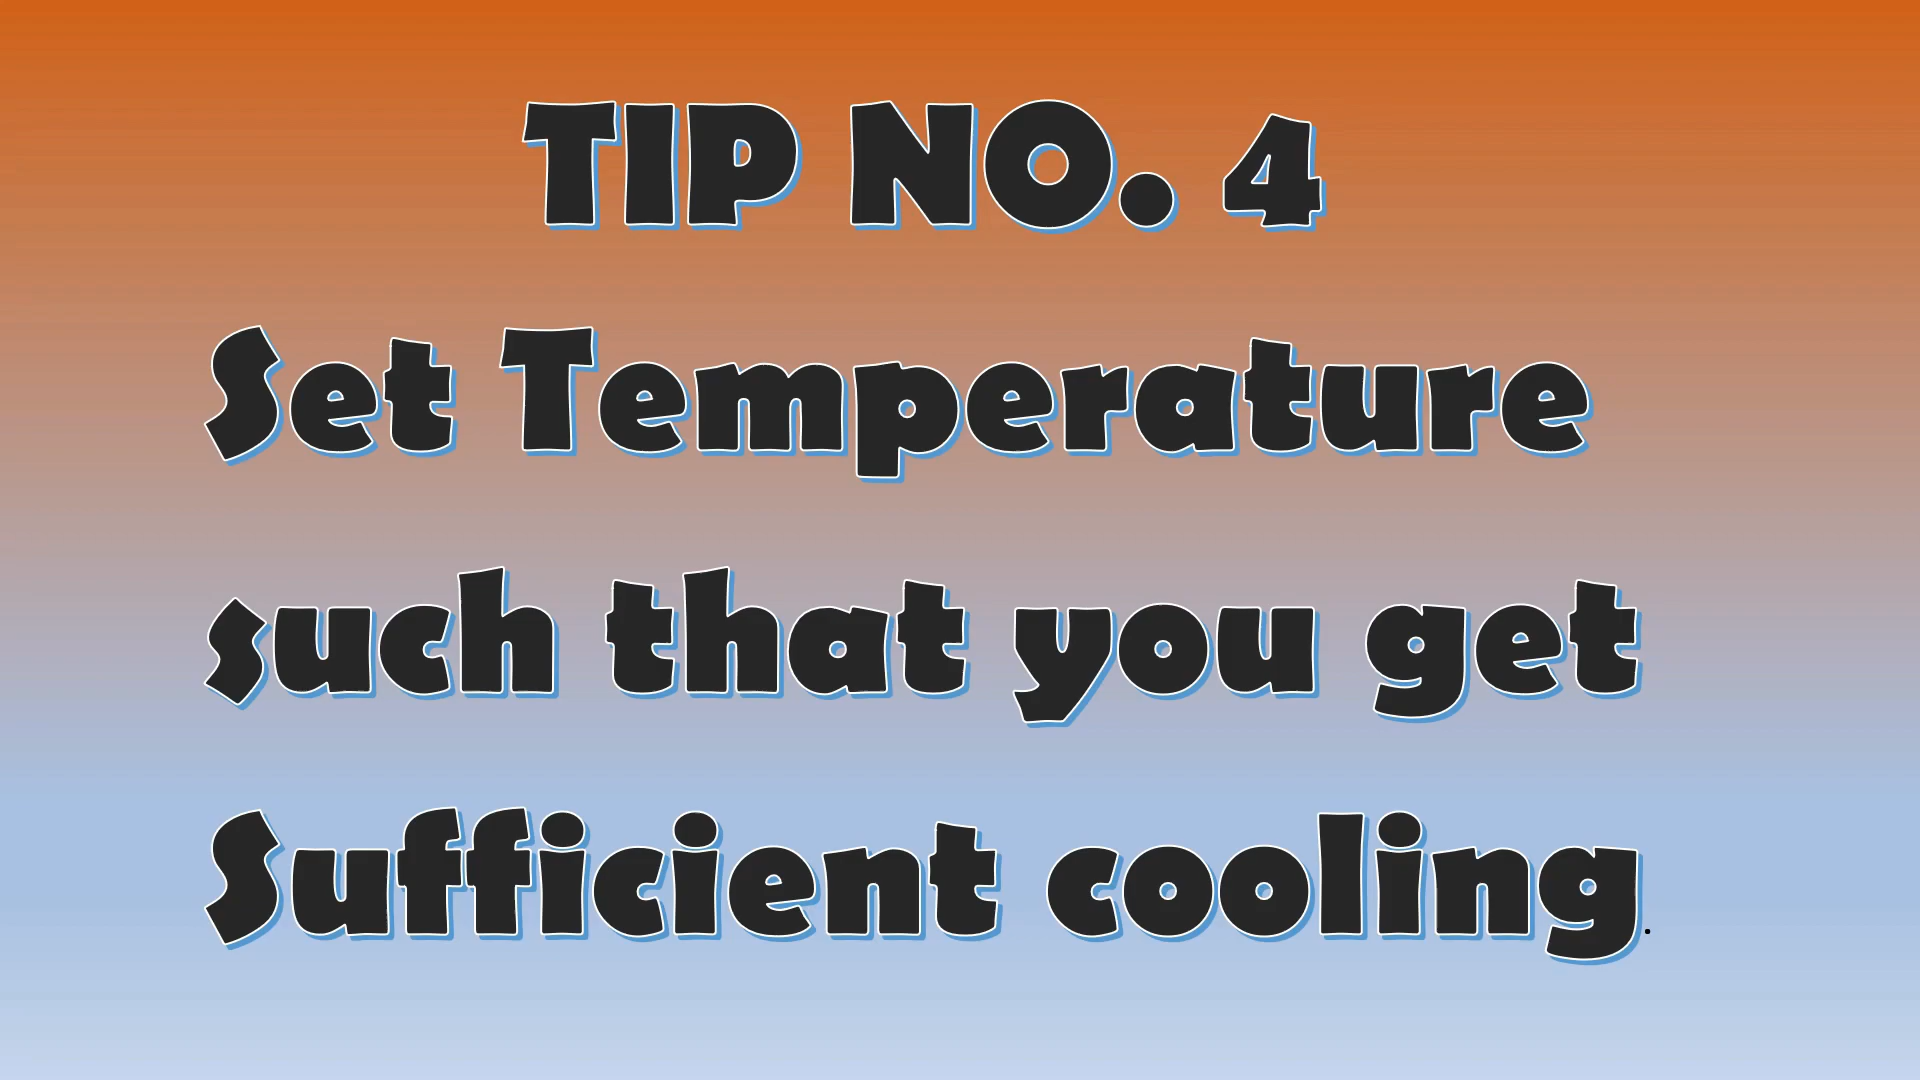 TIP NO. 4
Set Temperature
such that you get
Sufficient cooling.